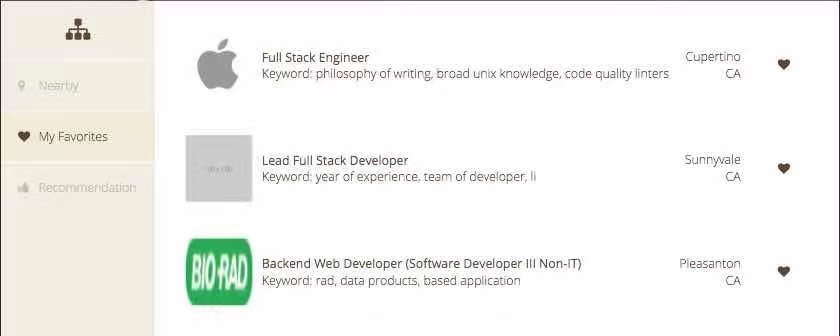 Nearby
My Favorites
Recommendation
Full Stack Engineer
Keyword: philosophy of writing, broad unix knowledge, code quality linters
Cupertino
CA
Lead Full Stack Developer
Keyword: year of experience, team of developer, li
Sunnyvale
CA
BIO-RAD
Backend Web Developer (Software Developer III Non-IT)
Keyword: rad, data products, based application
Pleasanton
CA